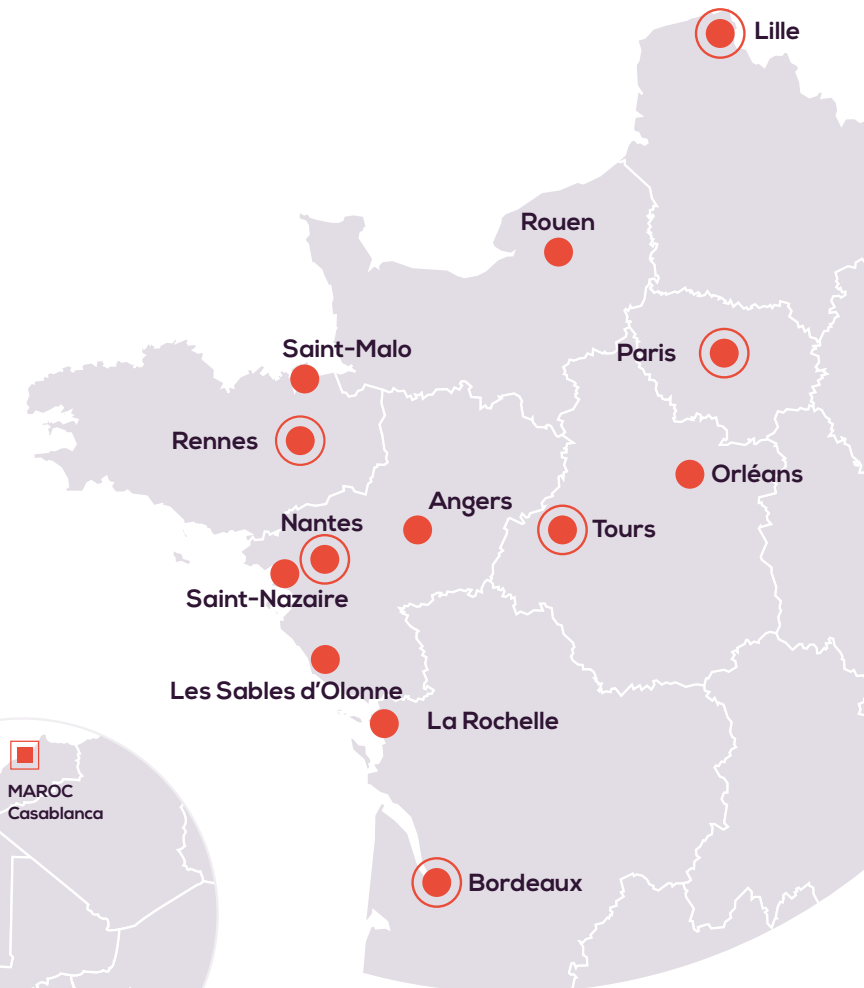 Lille
Rouen
Saint-Malo
Paris
Rennes
Orléans
Angers
Nantes
Tours
Saint-Nazaire
Les Sables d’Olonne
La Rochelle
MAROC
Casablanca
Bordeaux